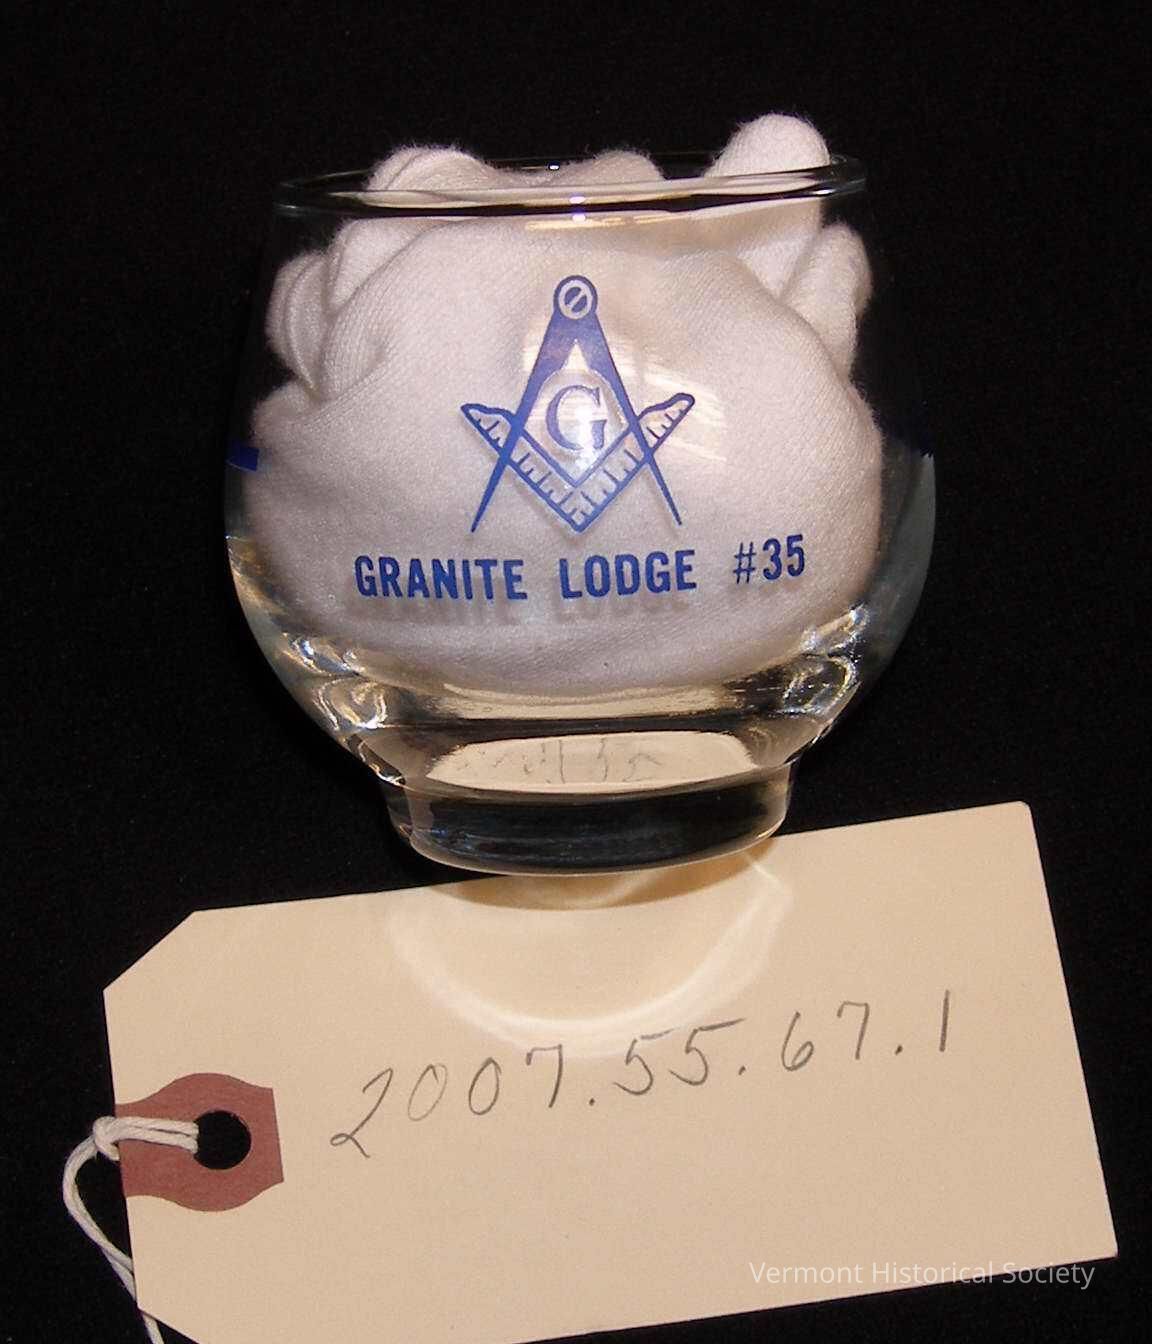 G
GRANITE LODGE #35
2007.55.67.1
Vermont Historical Society